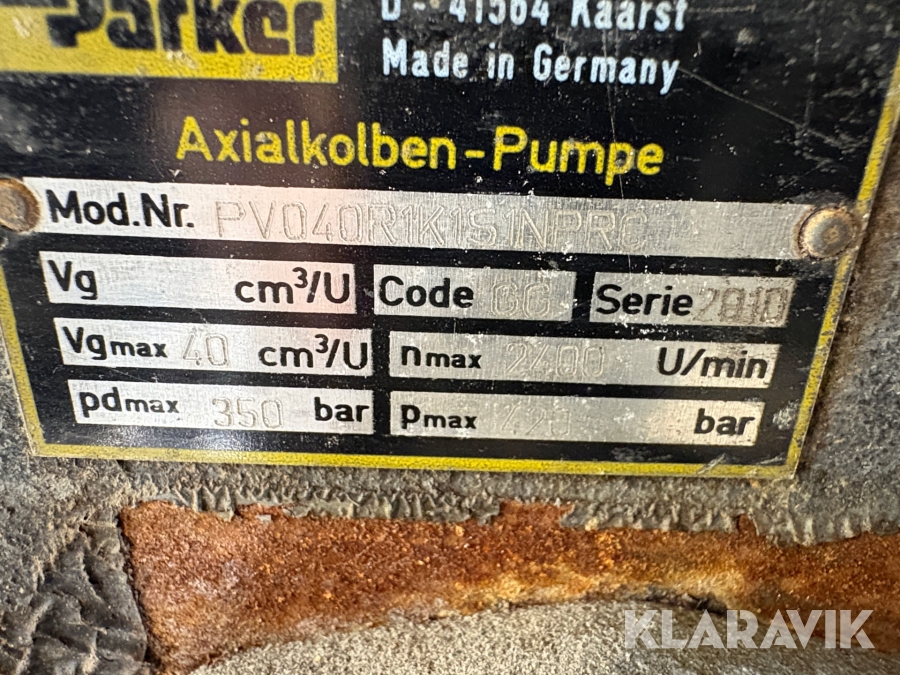 Parker
D - 41564 Kaarst
Made in Germany
Axialkolben-Pumpe
Mod.Nr. PV040R1K1S1NPRC
Vg cm³/U Code Serie
Vgmax 40 cm³/U nmax 2400 U/min
pdmax 350 bar pmax 420 bar
KLARAVIK